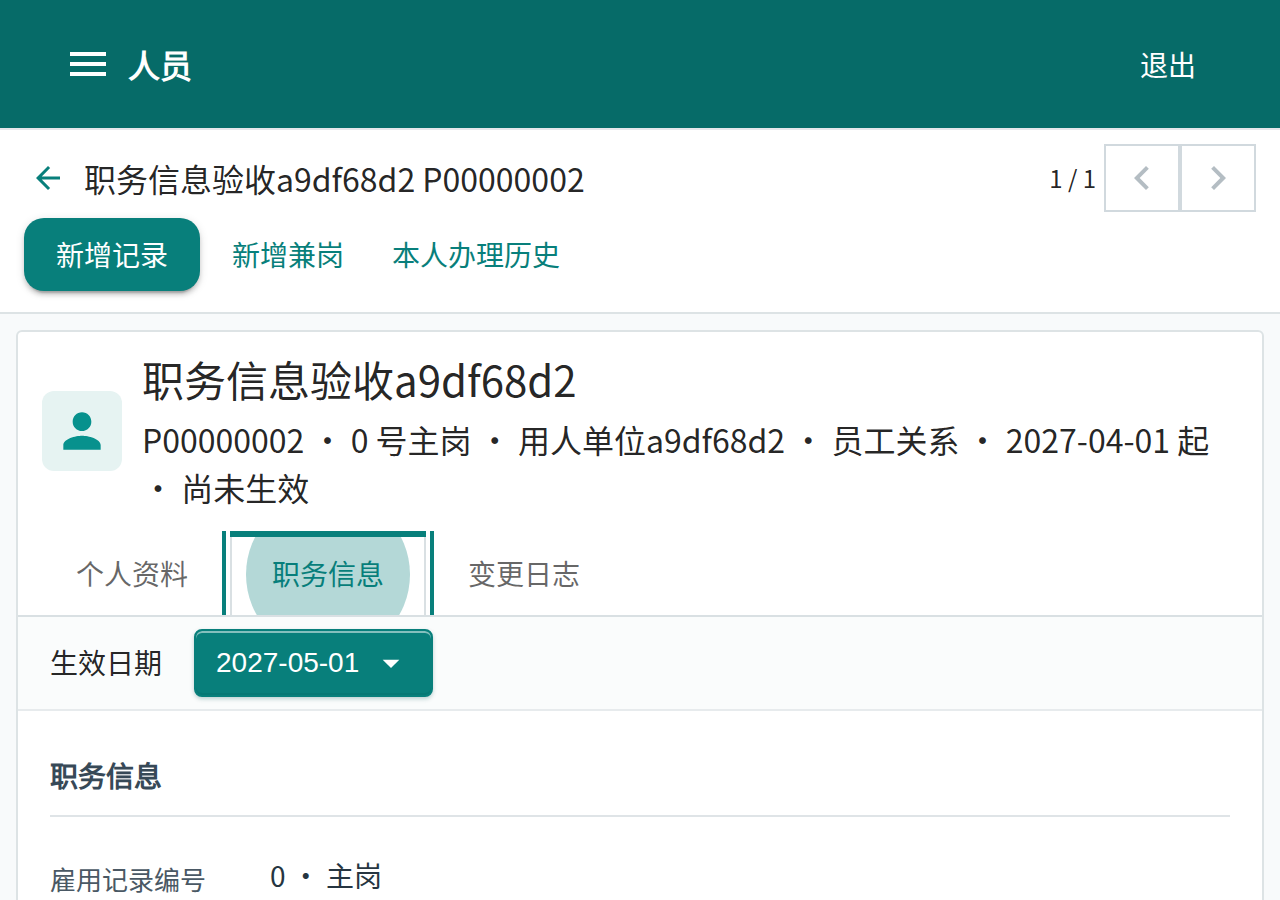 人员
退出
职务信息验收a9df68d2 P00000002
1 / 1
新增记录 新增兼岗 本人办理历史
职务信息验收a9df68d2
P00000002 • 0 号主岗 • 用人单位a9df68d2 • 员工关系 • 2027-04-01 起
• 尚未生效
个人资料 职务信息 变更日志
生效日期 2027-05-01
职务信息
雇用记录编号 0 • 主岗